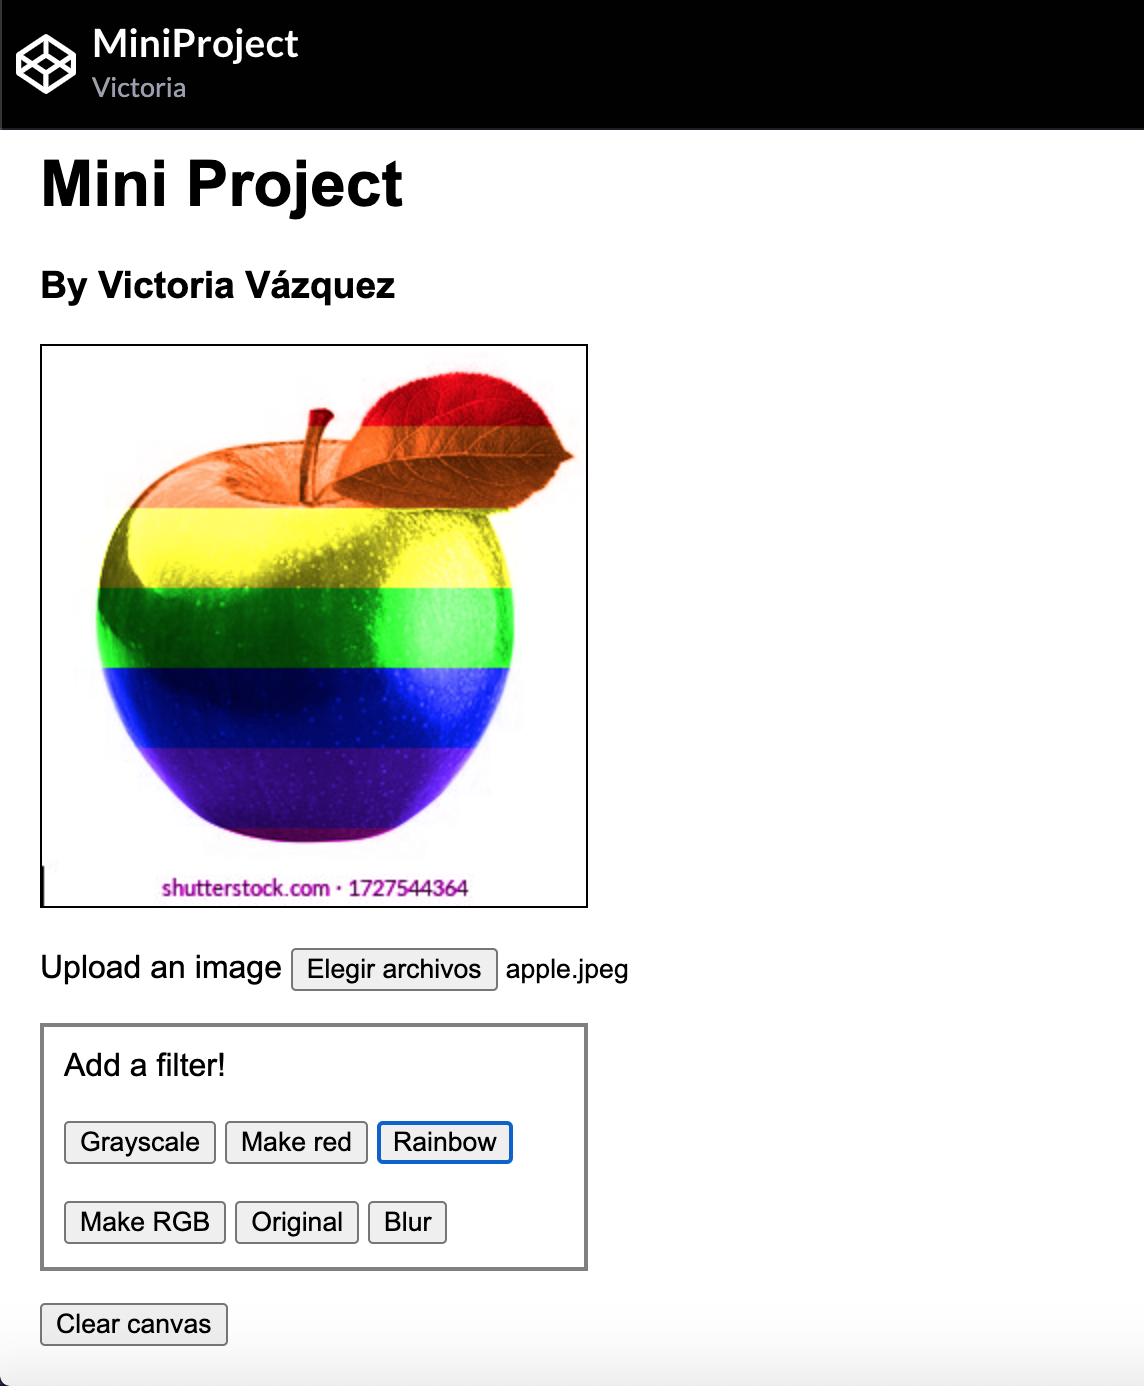 MiniProject
Victoria
Mini Project
By Victoria Vázquez
shutterstock.com · 1727544364
Upload an image Elegir archivos apple.jpeg
Add a filter!
Grayscale Make red Rainbow
Make RGB Original Blur
Clear canvas